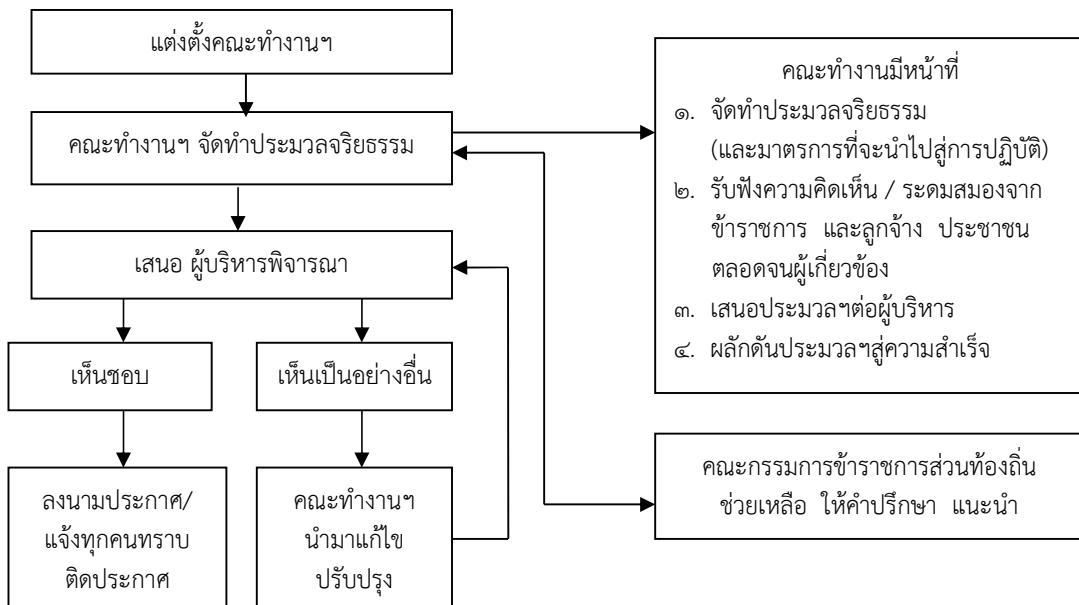 แต่งตั้งคณะทำงานฯ
คณะทำงานฯ จัดทำประมวลจริยธรรม
เสนอ ผู้บริหารพิจารณา
เห็นชอบ
เห็นเป็นอย่างอื่น
ลงนามประกาศ/
แจ้งทุกคนทราบ
ติดประกาศ
คณะทำงานฯ
นำมาแก้ไข
ปรับปรุง
คณะทำงานมีหน้าที่
๑. จัดทำประมวลจริยธรรม
(และมาตรการที่จะนำไปสู่การปฏิบัติ)
๒. รับฟังความคิดเห็น / ระดมสมองจาก
ข้าราชการ และลูกจ้าง ประชาชน
ตลอดจนผู้เกี่ยวข้อง
๓. เสนอประมวลฯต่อผู้บริหาร
๔. ผลักดันประมวลฯสู่ความสำเร็จ
คณะกรรมการข้าราชการส่วนท้องถิ่น
ช่วยเหลือ ให้คำปรึกษา แนะนำ